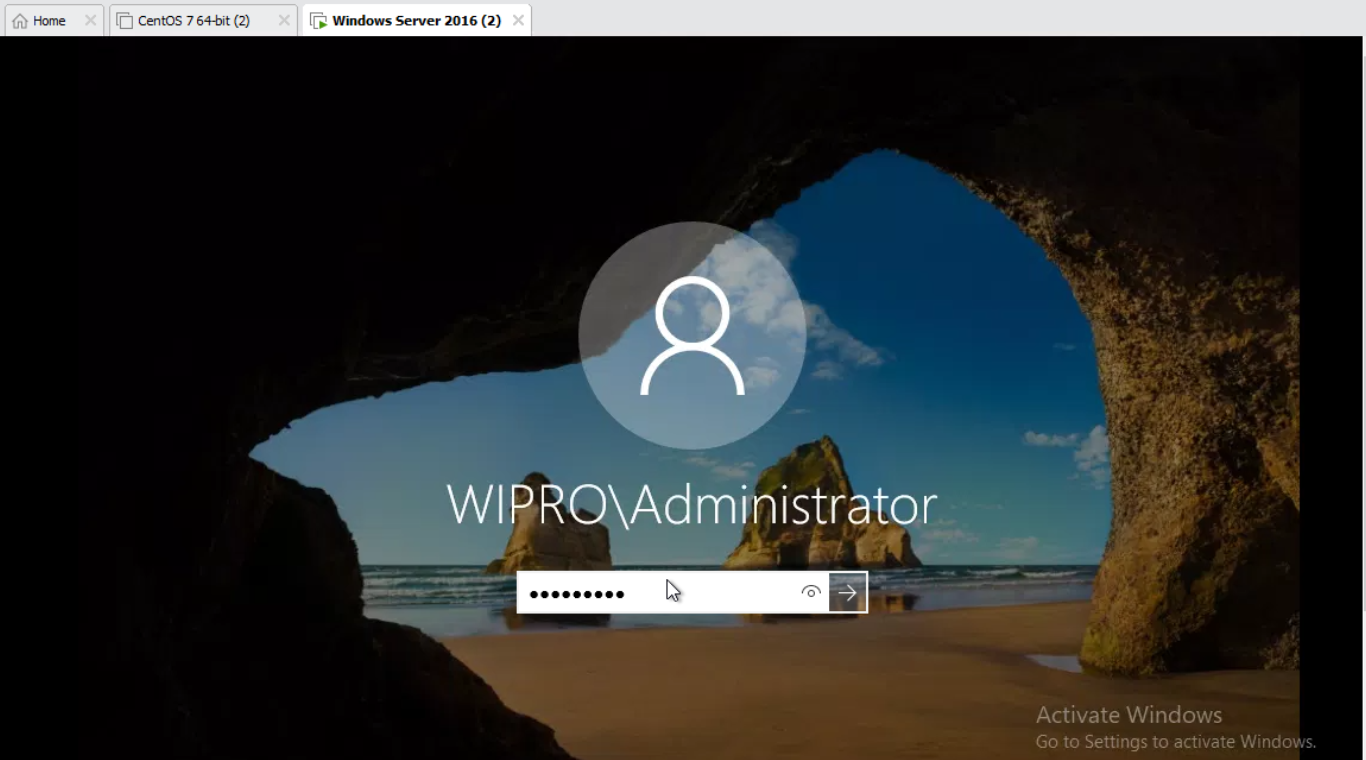 Home
CentOS 7 64-bit (2)
Windows Server 2016 (2)
WIPRO\Administrator
Activate Windows
Go to Settings to activate Windows.